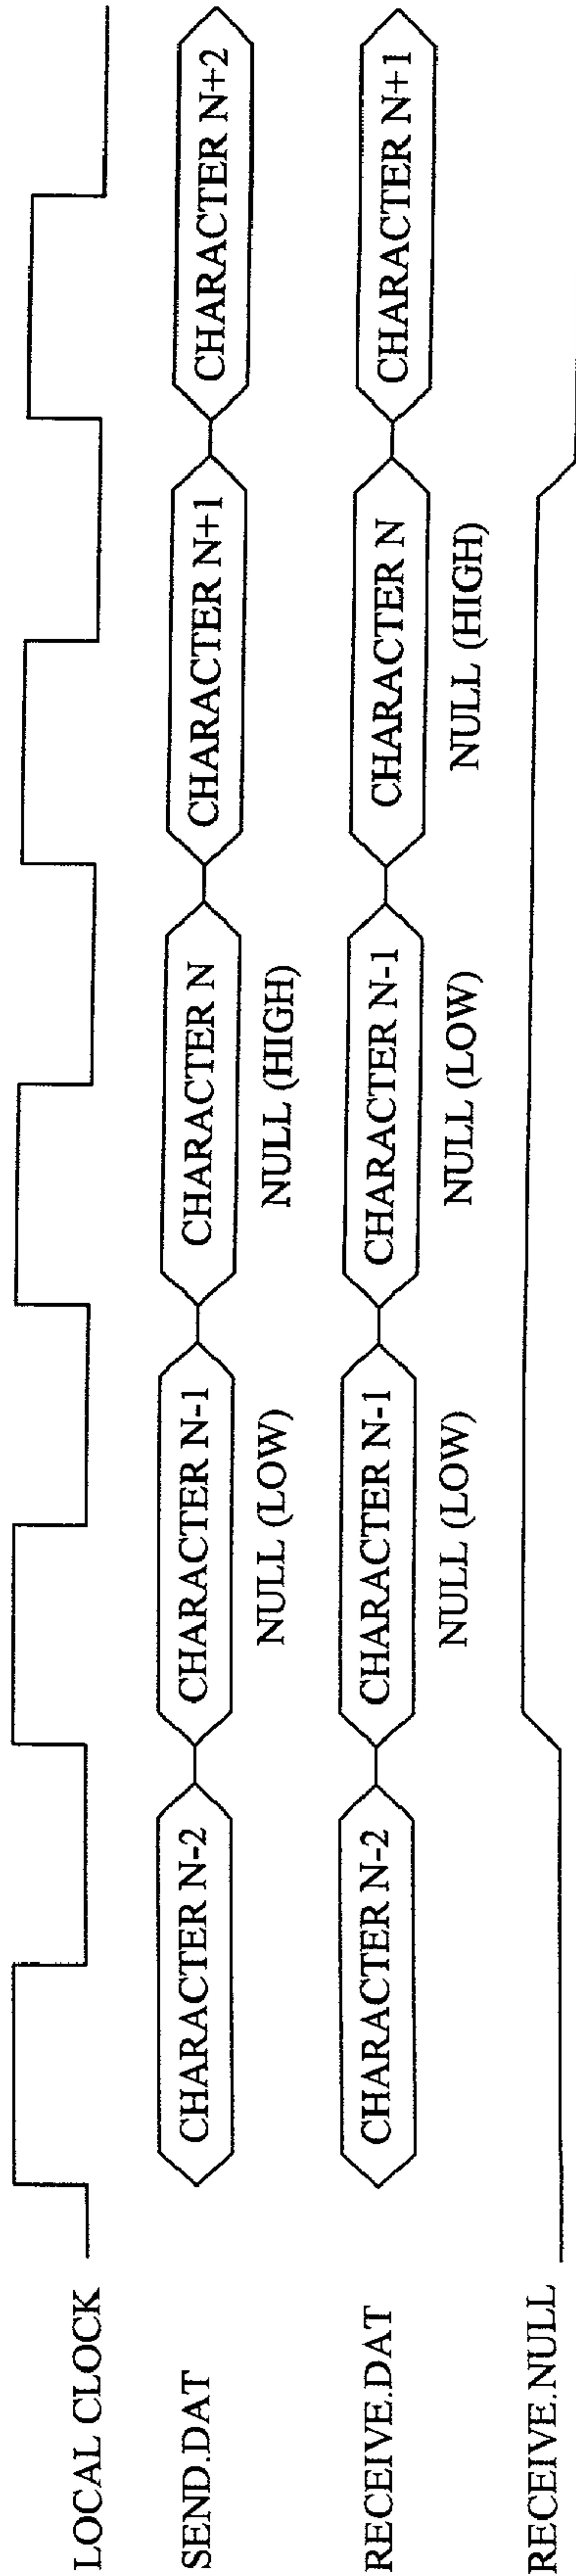 LOCAL CLOCK
SEND.DAT
CHARACTER N-2
CHARACTER N-1
CHARACTER N
CHARACTER N+1
CHARACTER N+2
NULL (LOW)
NULL (HIGH)
RECEIVE.DAT
CHARACTER N-2
CHARACTER N-1
CHARACTER N-1
CHARACTER N
CHARACTER N+1
NULL (LOW)
NULL (LOW)
NULL (HIGH)
RECEIVE.NULL